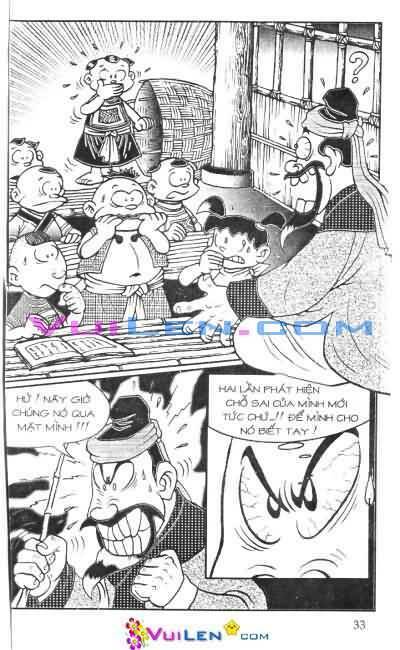 ?
VuiLen.com
HỪ ! NÃY GIỜ
CHÚNG NÓ QUA
MẶT MÌNH !!!
HAI LẦN PHÁT HIỆN
CHỖ SAI CỦA MÌNH MỚI
TỨC CHỨ...!! ĐỂ MÌNH CHO
NÓ BIẾT TAY !
33
VuiLen.com